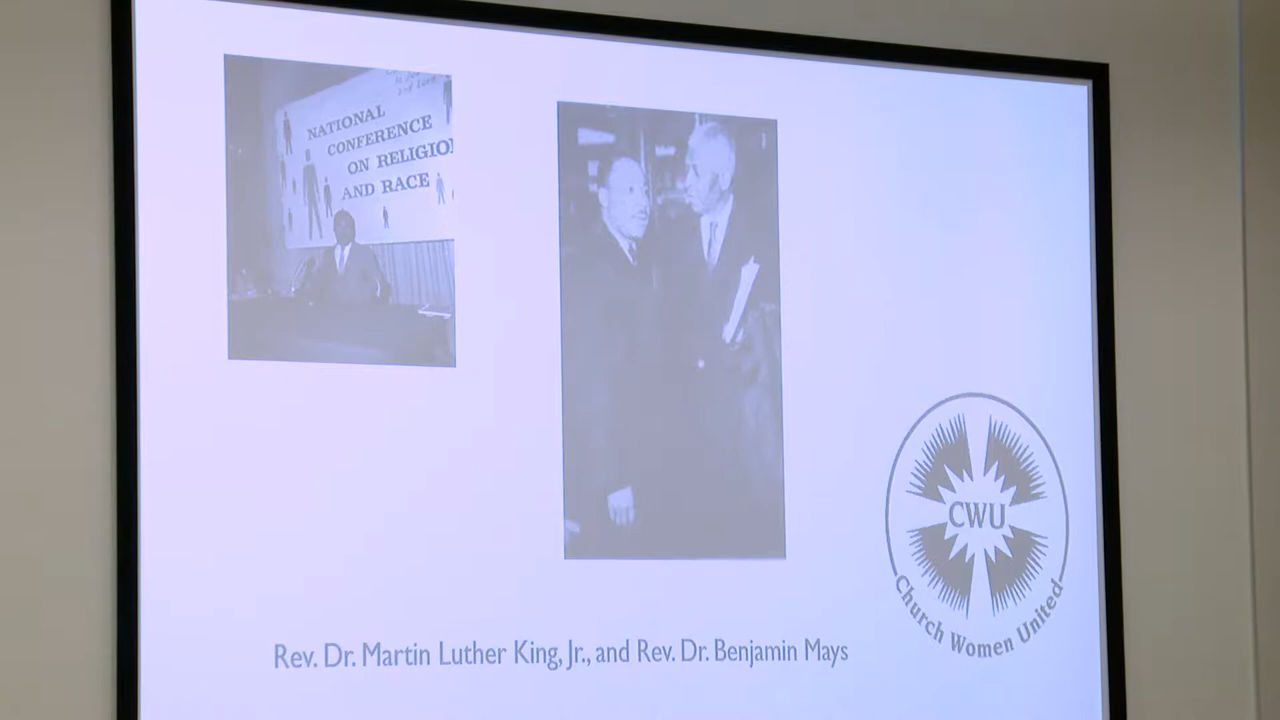 NATIONAL
CONFERENCE
ON RELIGIO
AND RACE
CWU
Church Women United
Rev. Dr. Martin Luther King, Jr., and Rev. Dr. Benjamin Mays